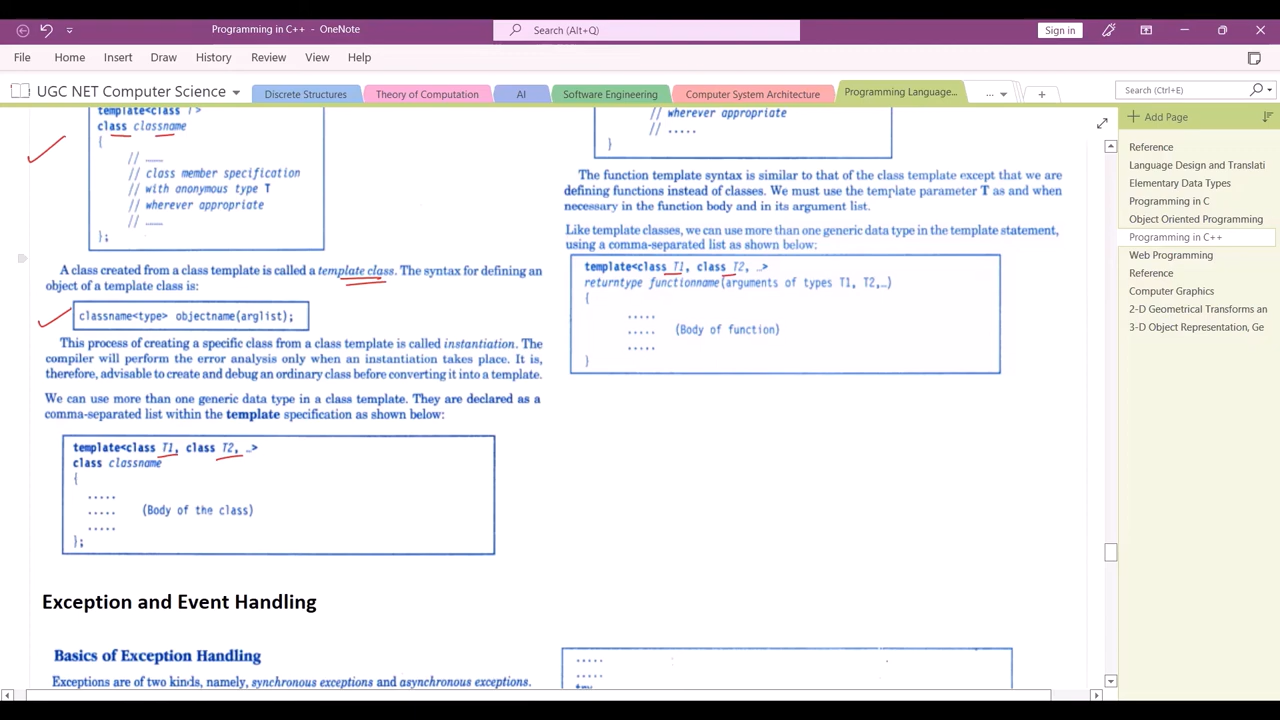 Programming in C++ - OneNote
Search (Alt+Q)
Sign in
File Home Insert Draw History Review View Help
UGC NET Computer Science
Discrete Structures
Theory of Computation
AI
Software Engineering
Computer System Architecture
Programming Language...
...
Search (Ctrl+E)
template<class T>
class classname
{
// ......
// class member specification
// with anonymous type T
// wherever appropriate
// ......
};
A class created from a class template is called a template class. The syntax for defining an
object of a template class is:
classname<type> objectname(arglist);
This process of creating a specific class from a class template is called instantiation. The
compiler will perform the error analysis only when an instantiation takes place. It is,
therefore, advisable to create and debug an ordinary class before converting it into a template.
We can use more than one generic data type in a class template. They are declared as a
comma-separated list within the template specification as shown below:
template<class T1, class T2, …>
class classname
{
.....
..... (Body of the class)
.....
};
// wherever appropriate
// .....
}
The function template syntax is similar to that of the class template except that we are
defining functions instead of classes. We must use the template parameter T as and when
necessary in the function body and in its argument list.
Like template classes, we can use more than one generic data type in the template statement,
using a comma-separated list as shown below:
template<class T1, class T2, …>
returntype functionname(arguments of types T1, T2,…)
{
.....
..... (Body of function)
.....
}
Exception and Event Handling
Basics of Exception Handling
Exceptions are of two kinds, namely, synchronous exceptions and asynchronous exceptions.
.....
.....
try
Add Page
Reference
Language Design and Translati
Elementary Data Types
Programming in C
Object Oriented Programming
Programming in C++
Web Programming
Reference
Computer Graphics
2-D Geometrical Transforms an
3-D Object Representation, Ge